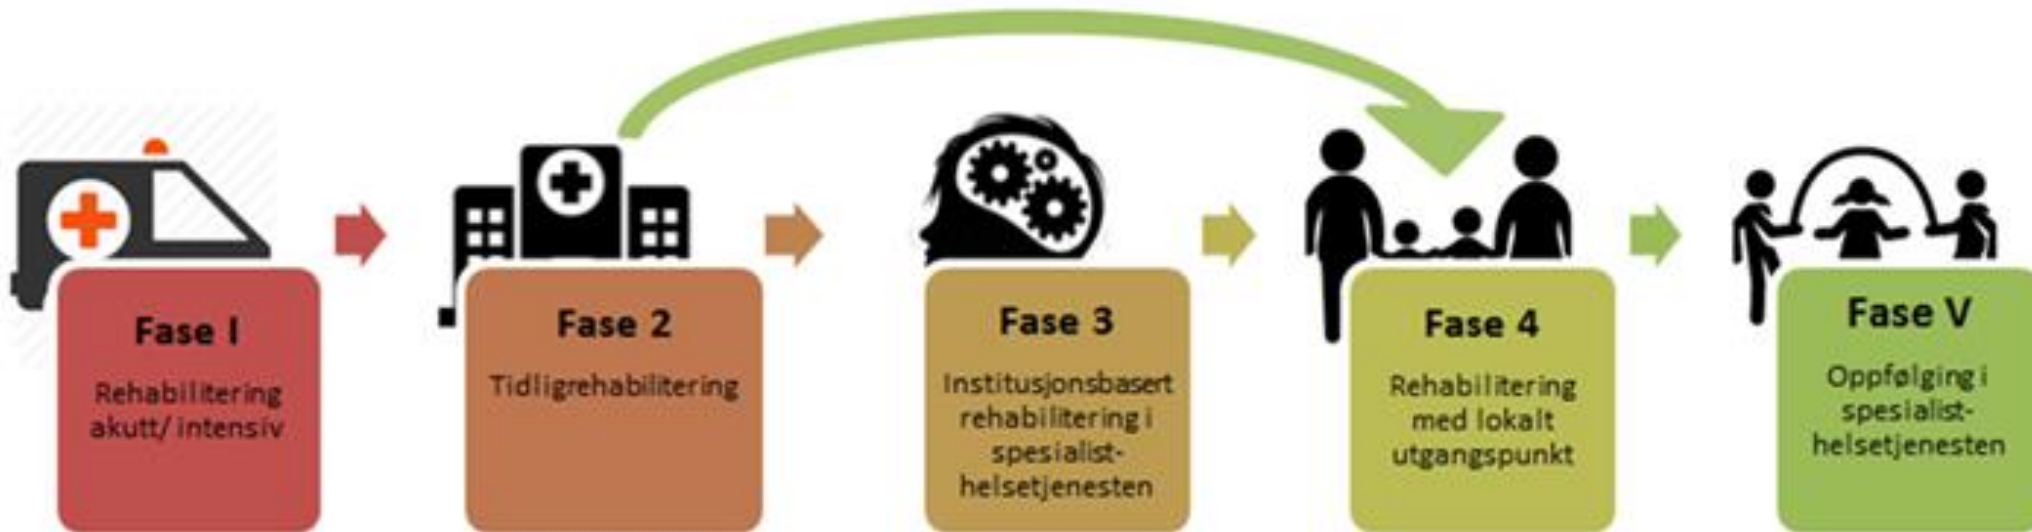 Fase I
Rehabilitering
akutt/ intensiv
Fase 2
Tidligrehabilitering
Fase 3
Institusjonsbasert
rehabilitering i
spesialist-
helsetjenesten
Fase 4
Rehabilitering
med lokalt
utgangspunkt
Fase V
Oppfølging i
spesialist-
helsetjenesten